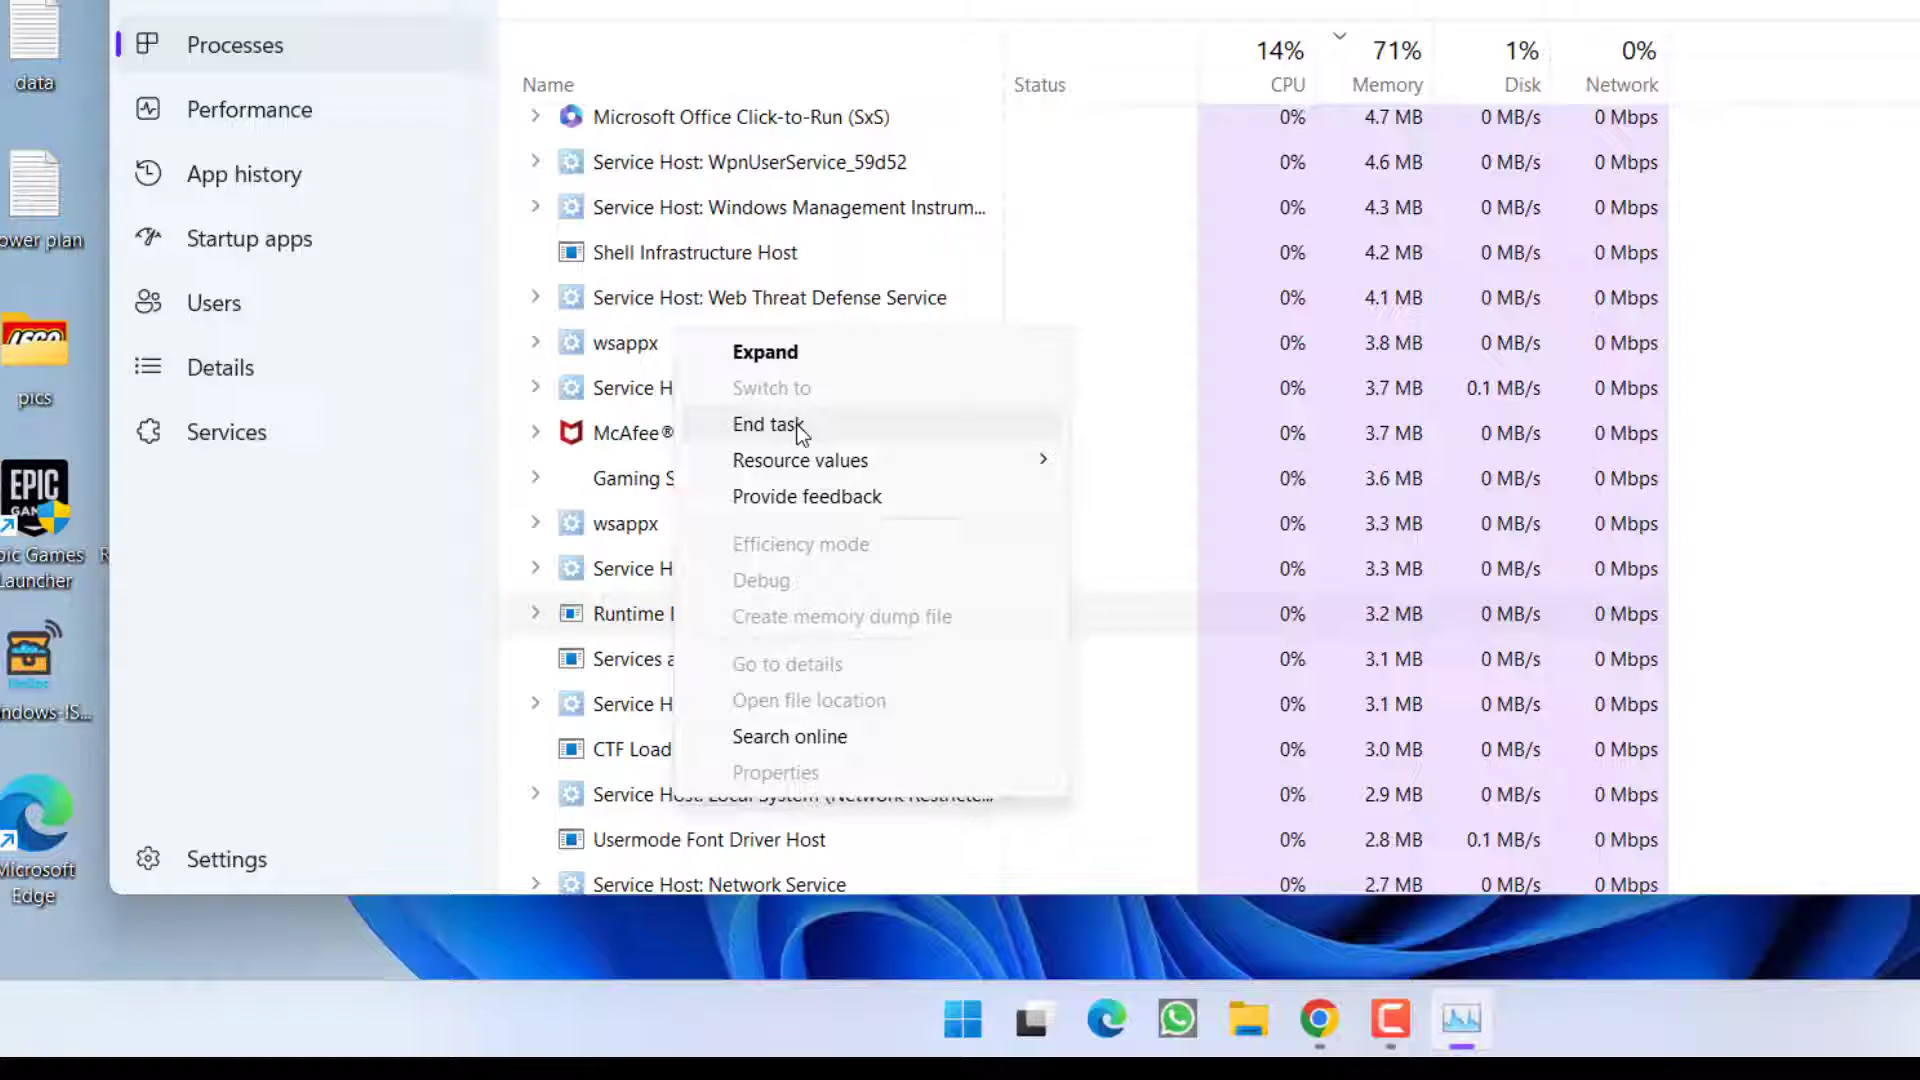 data
ower plan
LEGO
pics
EPIC
GAM
pic Games
R
Launcher
ndows-IS...
Microsoft
Edge
Processes
Performance
App history
Startup apps
Users
Details
Services
Settings
14% 71% 1% 0%
Name Status CPU Memory Disk Network
Microsoft Office Click-to-Run (SxS) 0% 4.7 MB 0 MB/s 0 Mbps
Service Host: WpnUserService_59d52 0% 4.6 MB 0 MB/s 0 Mbps
Service Host: Windows Management Instrum... 0% 4.3 MB 0 MB/s 0 Mbps
Shell Infrastructure Host 0% 4.2 MB 0 MB/s 0 Mbps
Service Host: Web Threat Defense Service 0% 4.1 MB 0 MB/s 0 Mbps
wsappx 0% 3.8 MB 0 MB/s 0 Mbps
Service H 0% 3.7 MB 0.1 MB/s 0 Mbps
McAfee® 0% 3.7 MB 0 MB/s 0 Mbps
Gaming S 0% 3.6 MB 0 MB/s 0 Mbps
wsappx 0% 3.3 MB 0 MB/s 0 Mbps
Service H 0% 3.3 MB 0 MB/s 0 Mbps
Runtime 0% 3.2 MB 0 MB/s 0 Mbps
Services a 0% 3.1 MB 0 MB/s 0 Mbps
Service H 0% 3.1 MB 0 MB/s 0 Mbps
CTF Load 0% 3.0 MB 0 MB/s 0 Mbps
Service Host: Local System (Network Restricte... 0% 2.9 MB 0 MB/s 0 Mbps
Usermode Font Driver Host 0% 2.8 MB 0.1 MB/s 0 Mbps
Service Host: Network Service 0% 2.7 MB 0 MB/s 0 Mbps
Expand
Switch to
End task
Resource values
Provide feedback
Efficiency mode
Debug
Create memory dump file
Go to details
Open file location
Search online
Properties